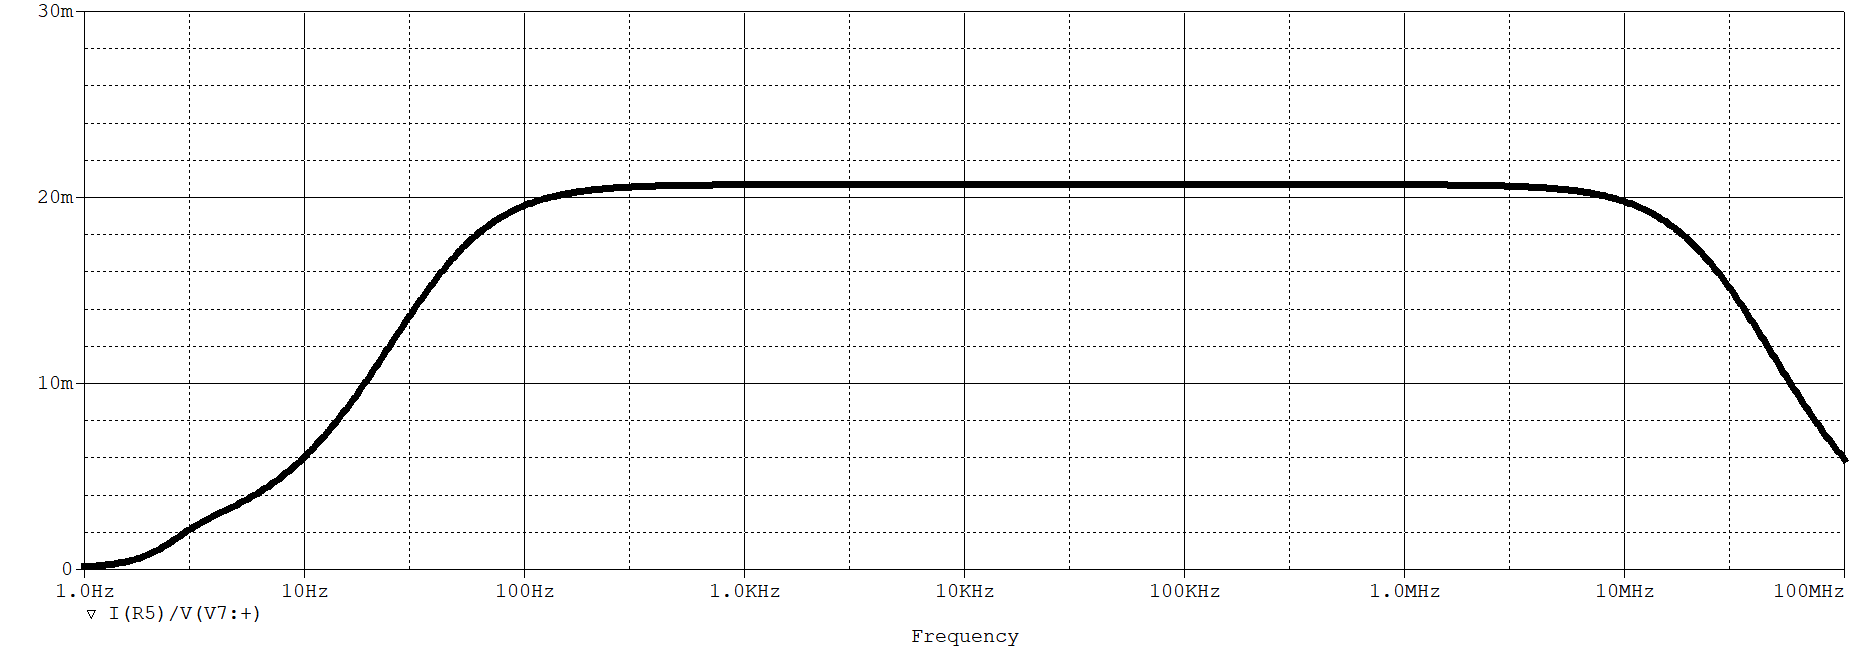 30m
20m
10m
0
1.0Hz 10Hz 100Hz 1.0KHz 10KHz 100KHz 1.0MHz 10MHz 100MHz
▽ I(R5)/V(V7:+)
Frequency